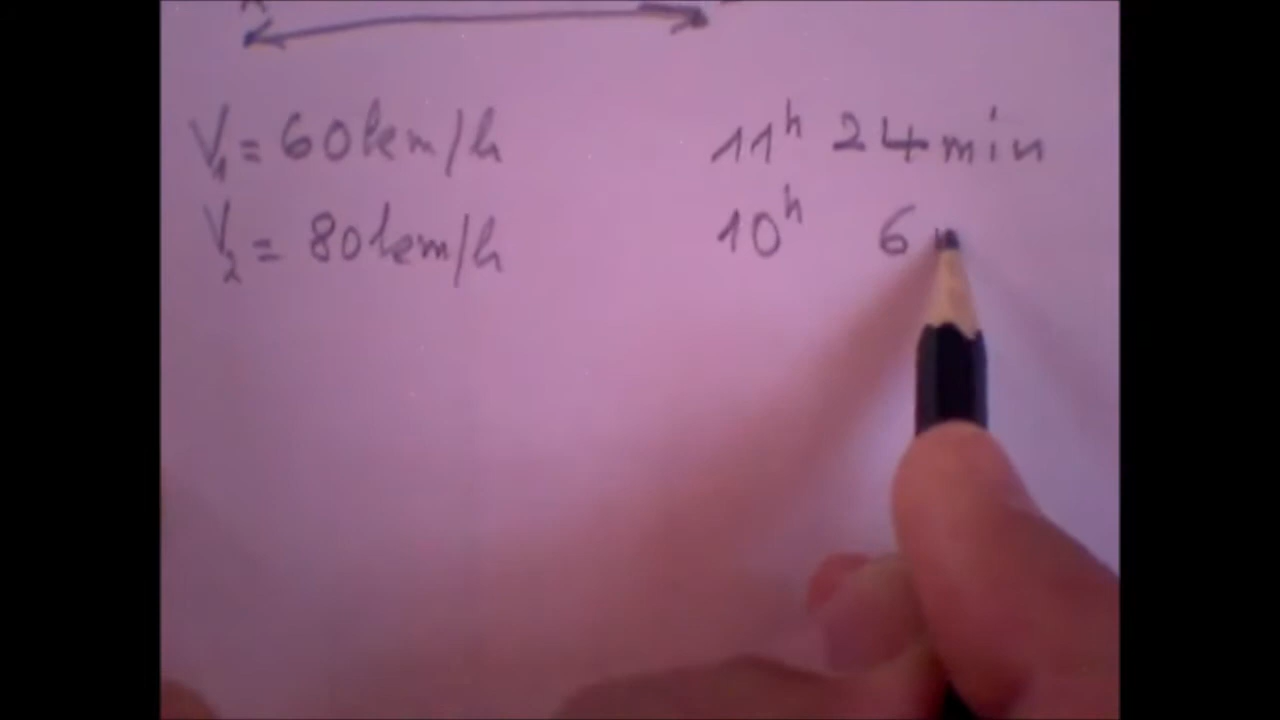 V₁ = 60 km/h 11ʰ 24 min
V₂ = 80 km/h 10ʰ 6